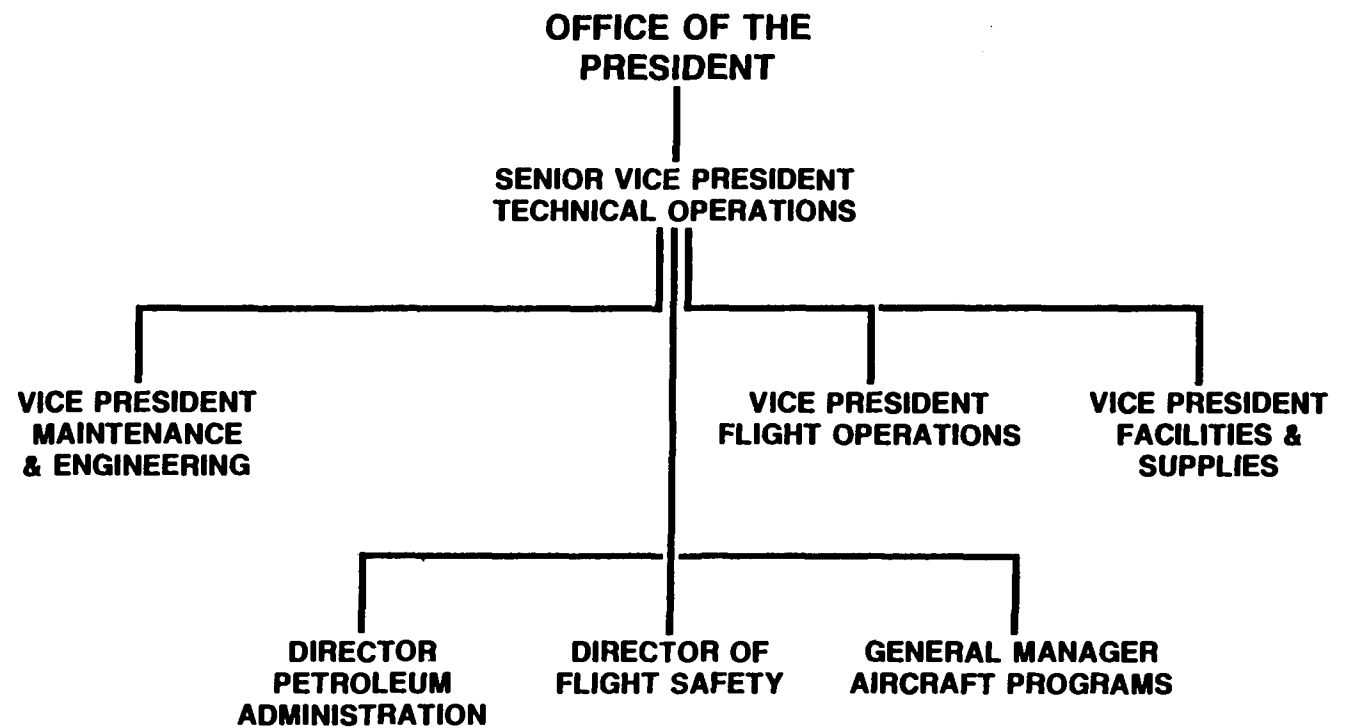 OFFICE OF THE
PRESIDENT
SENIOR VICE PRESIDENT
TECHNICAL OPERATIONS
VICE PRESIDENT
MAINTENANCE
& ENGINEERING
VICE PRESIDENT
FLIGHT OPERATIONS
VICE PRESIDENT
FACILITIES &
SUPPLIES
DIRECTOR
PETROLEUM
ADMINISTRATION
DIRECTOR OF
FLIGHT SAFETY
GENERAL MANAGER
AIRCRAFT PROGRAMS